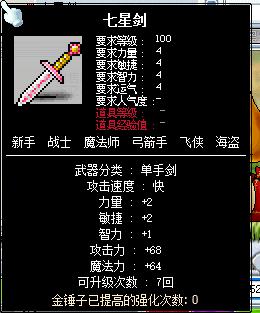 七星剑
要求等级： 100
要求力量： 4
要求敏捷： 4
要求智力： 4
要求运气： 4
要求人气度： -
道具等级： -
道具经验值： -
新手 战士 魔法师 弓箭手 飞侠 海盗
武器分类： 单手剑
攻击速度： 快
力量： +2
敏捷： +2
智力： +1
攻击力： +68
魔法力： +64
可升级次数： 7回
金锤子已提高的强化次数: 0